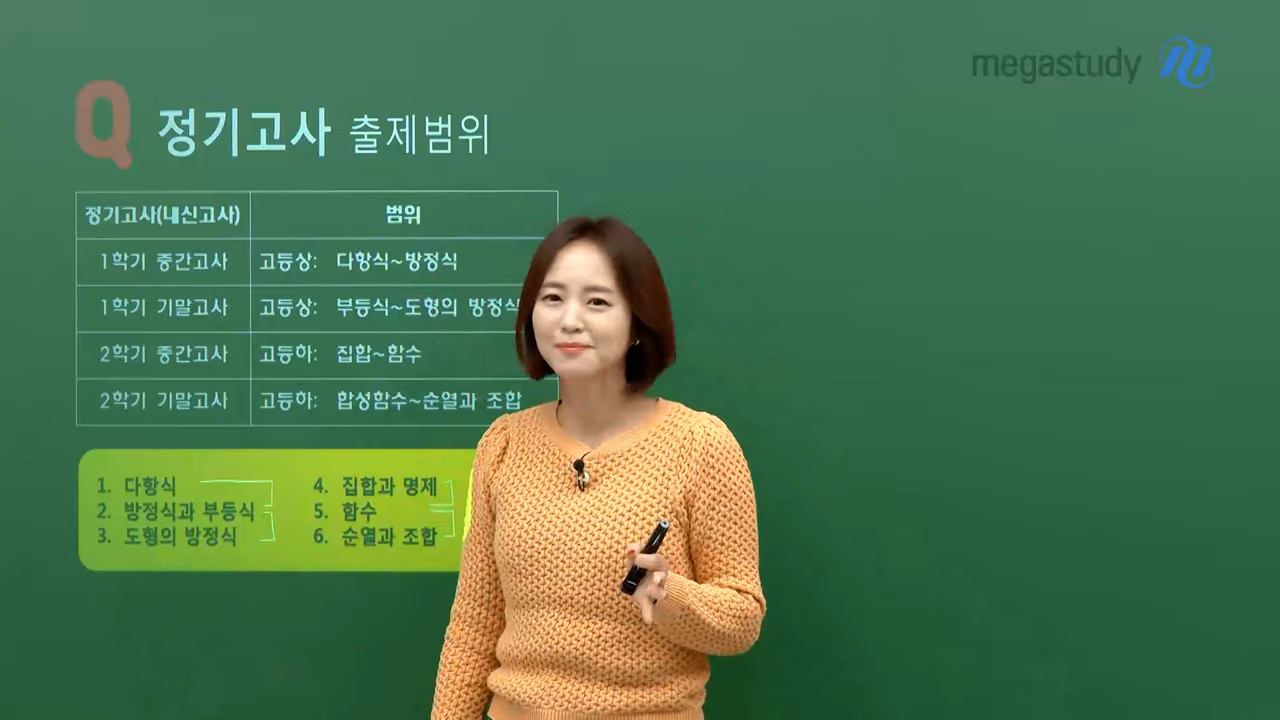 megastudy
Q 정기고사 출제범위
정기고사(내신고사) 범위
1학기 중간고사 고등상: 다항식~방정식
1학기 기말고사 고등상: 부등식~도형의 방정식
2학기 중간고사 고등하: 집합~함수
2학기 기말고사 고등하: 합성함수~순열과 조합
1. 다항식
2. 방정식과 부등식
3. 도형의 방정식
4. 집합과 명제
5. 함수
6. 순열과 조합